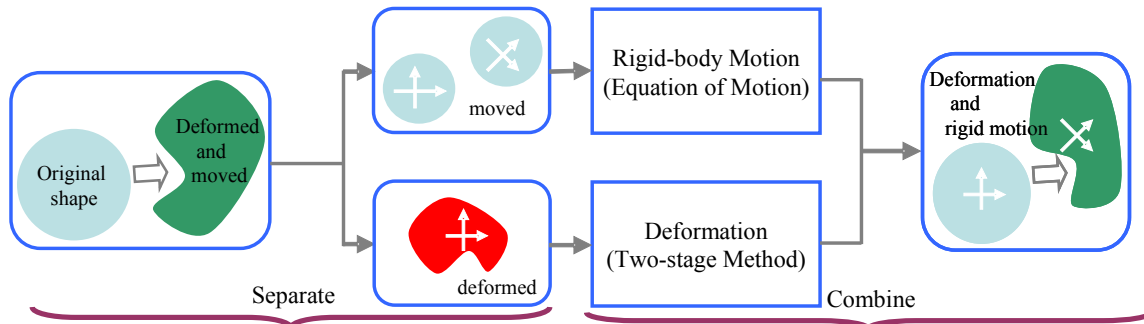 Original
shape
Deformed
and
moved
moved
deformed
Rigid-body Motion
(Equation of Motion)
Deformation
(Two-stage Method)
Deformation
and
rigid motion
Separate
Combine